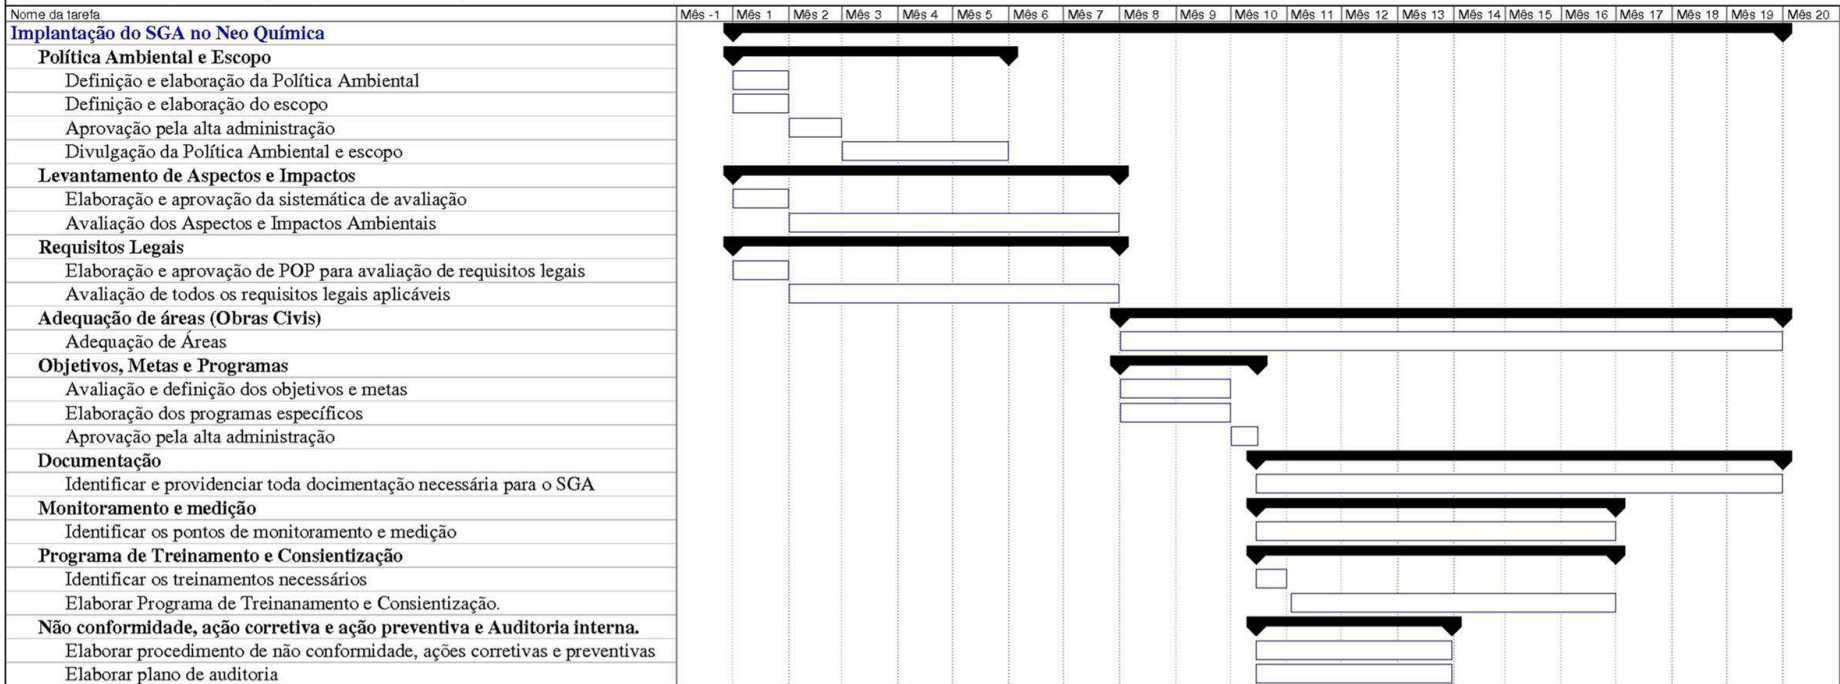 Nome da tarefa Mês -1 Mês 1 Mês 2 Mês 3 Mês 4 Mês 5 Mês 6 Mês 7 Mês 8 Mês 9 Mês 10 Mês 11 Mês 12 Mês 13 Mês 14 Mês 15 Mês 16 Mês 17 Mês 18 Mês 19 Mês 20
Implantação do SGA no Neo Química
Política Ambiental e Escopo
Definição e elaboração da Política Ambiental
Definição e elaboração do escopo
Aprovação pela alta administração
Divulgação da Política Ambiental e escopo
Levantamento de Aspectos e Impactos
Elaboração e aprovação da sistemática de avaliação
Avaliação dos Aspectos e Impactos Ambientais
Requisitos Legais
Elaboração e aprovação de POP para avaliação de requisitos legais
Avaliação de todos os requisitos legais aplicáveis
Adequação de áreas (Obras Civis)
Adequação de Áreas
Objetivos, Metas e Programas
Avaliação e definição dos objetivos e metas
Elaboração dos programas específicos
Aprovação pela alta administração
Documentação
Identificar e providenciar toda docimentação necessária para o SGA
Monitoramento e medição
Identificar os pontos de monitoramento e medição
Programa de Treinamento e Consientização
Identificar os treinamentos necessários
Elaborar Programa de Treinanamento e Consientização.
Não conformidade, ação corretiva e ação preventiva e Auditoria interna.
Elaborar procedimento de não conformidade, ações corretivas e preventivas
Elaborar plano de auditoria